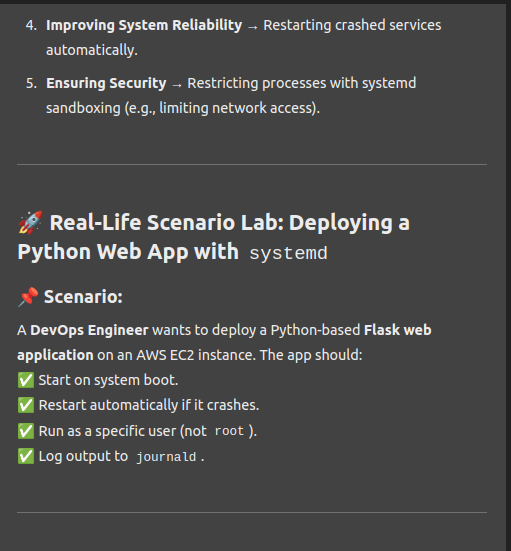 4. Improving System Reliability → Restarting crashed services
automatically.
5. Ensuring Security → Restricting processes with systemd
sandboxing (e.g., limiting network access).
🚀 Real-Life Scenario Lab: Deploying a
Python Web App with systemd
📌 Scenario:
A DevOps Engineer wants to deploy a Python-based Flask web
application on an AWS EC2 instance. The app should:
✅ Start on system boot.
✅ Restart automatically if it crashes.
✅ Run as a specific user (not root ).
✅ Log output to journald .